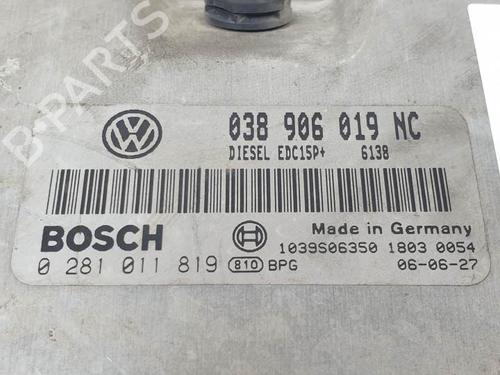 B-PARTS
038 906 019 NC
DIESEL EDC15P+ 6138
BOSCH
Made in Germany
1039S06350 1803 0054
0 281 011 819 810 BPG 06-06-27